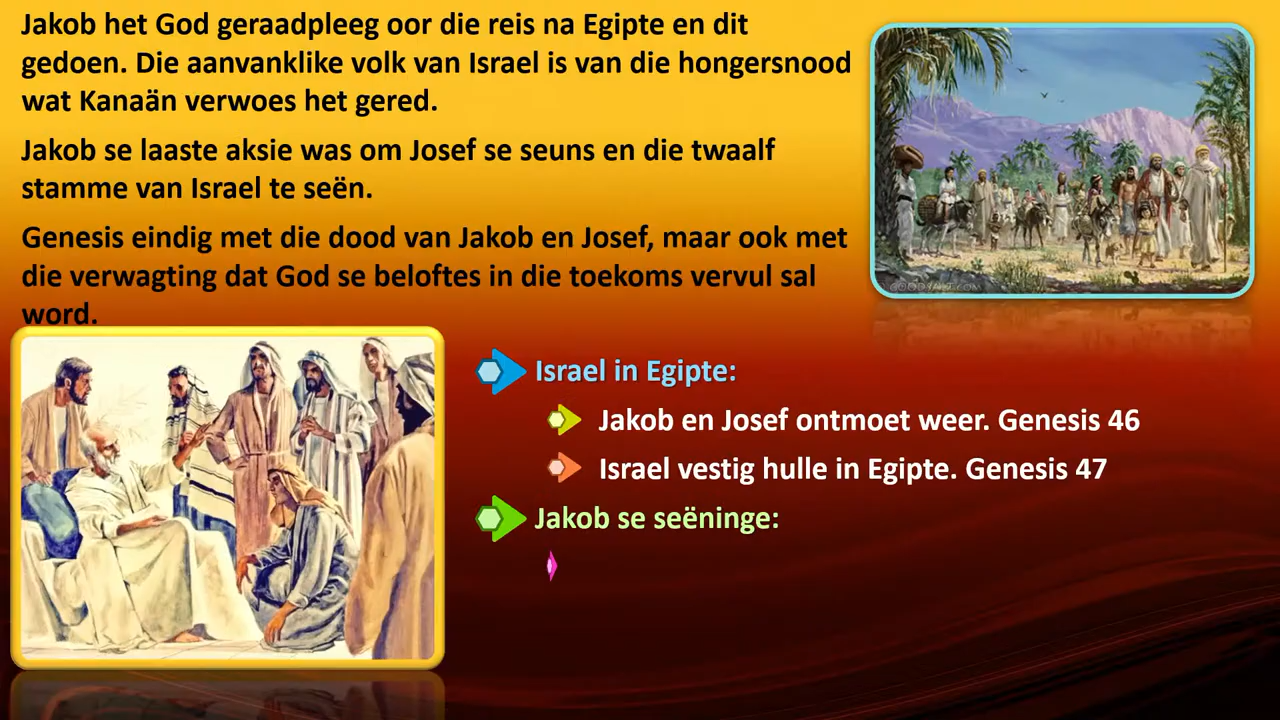 Jakob het God geraadpleeg oor die reis na Egipte en dit
gedoen. Die aanvanklike volk van Israel is van die hongersnood
wat Kanaän verwoes het gered.
Jakob se laaste aksie was om Josef se seuns en die twaalf
stamme van Israel te seën.
Genesis eindig met die dood van Jakob en Josef, maar ook met
die verwagting dat God se beloftes in die toekoms vervul sal
word.
Israel in Egipte:
Jakob en Josef ontmoet weer. Genesis 46
Israel vestig hulle in Egipte. Genesis 47
Jakob se seëninge: